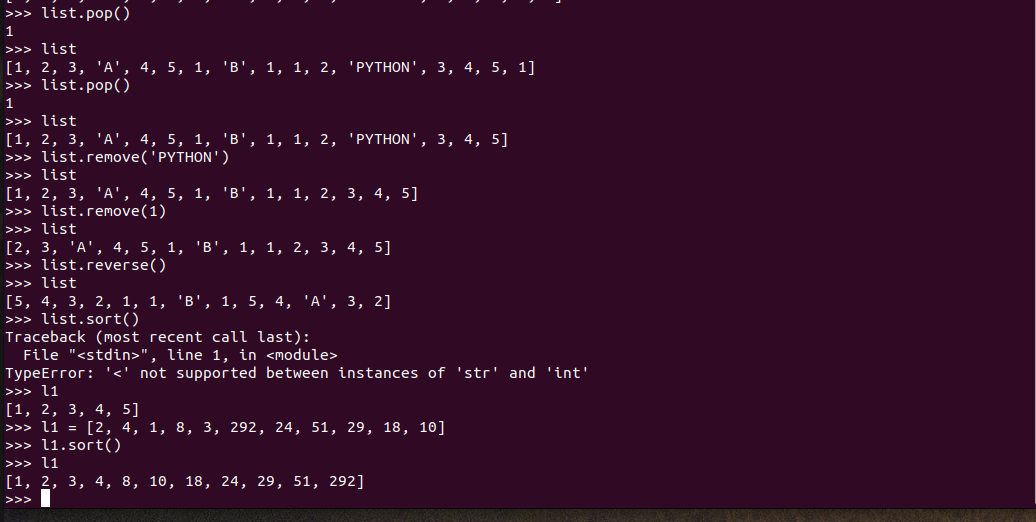 >>> list.pop()
1
>>> list
[1, 2, 3, 'A', 4, 5, 1, 'B', 1, 1, 2, 'PYTHON', 3, 4, 5, 1]
>>> list.pop()
1
>>> list
[1, 2, 3, 'A', 4, 5, 1, 'B', 1, 1, 2, 'PYTHON', 3, 4, 5]
>>> list.remove('PYTHON')
>>> list
[1, 2, 3, 'A', 4, 5, 1, 'B', 1, 1, 2, 3, 4, 5]
>>> list.remove(1)
>>> list
[2, 3, 'A', 4, 5, 1, 'B', 1, 1, 2, 3, 4, 5]
>>> list.reverse()
>>> list
[5, 4, 3, 2, 1, 1, 'B', 1, 5, 4, 'A', 3, 2]
>>> list.sort()
Traceback (most recent call last):
  File "<stdin>", line 1, in <module>
TypeError: '<' not supported between instances of 'str' and 'int'
>>> l1
[1, 2, 3, 4, 5]
>>> l1 = [2, 4, 1, 8, 3, 292, 24, 51, 29, 18, 10]
>>> l1.sort()
>>> l1
[1, 2, 3, 4, 8, 10, 18, 24, 29, 51, 292]
>>>